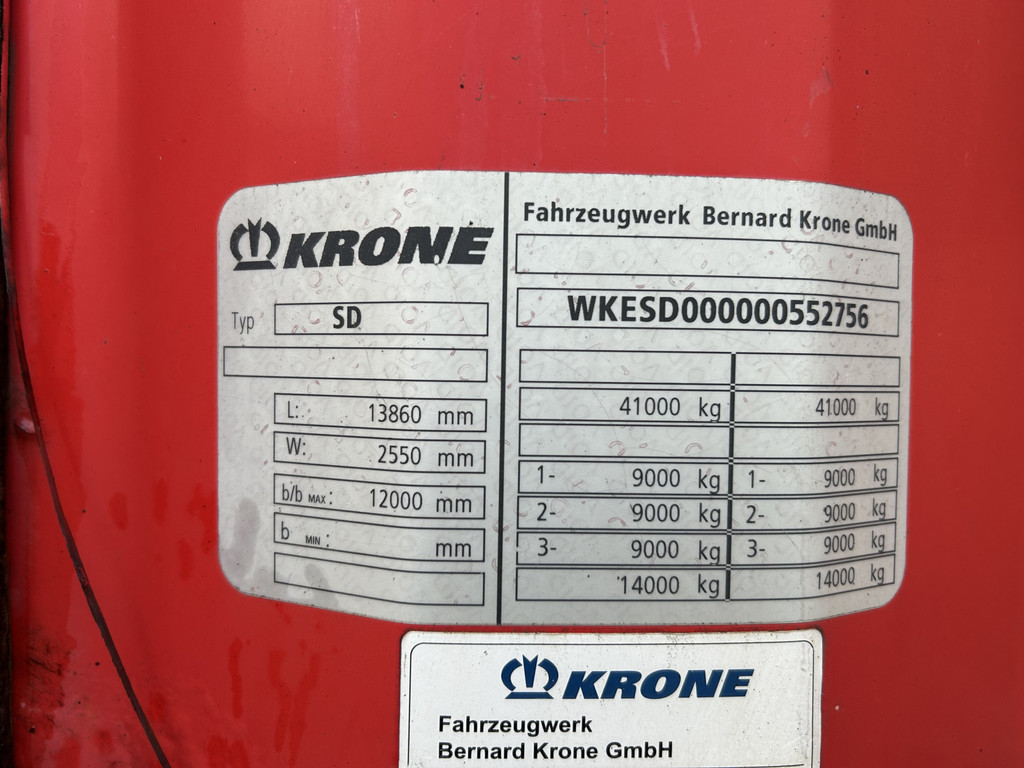 KRONE
Typ SD
L: 13860 mm
W: 2550 mm
b/b MAX: 12000 mm
b MIN: mm
Fahrzeugwerk Bernard Krone GmbH
WKESD000000552756
41000 kg 41000 kg
1- 9000 kg 1- 9000 kg
2- 9000 kg 2- 9000 kg
3- 9000 kg 3- 9000 kg
14000 kg 14000 kg
KRONE
Fahrzeugwerk
Bernard Krone GmbH